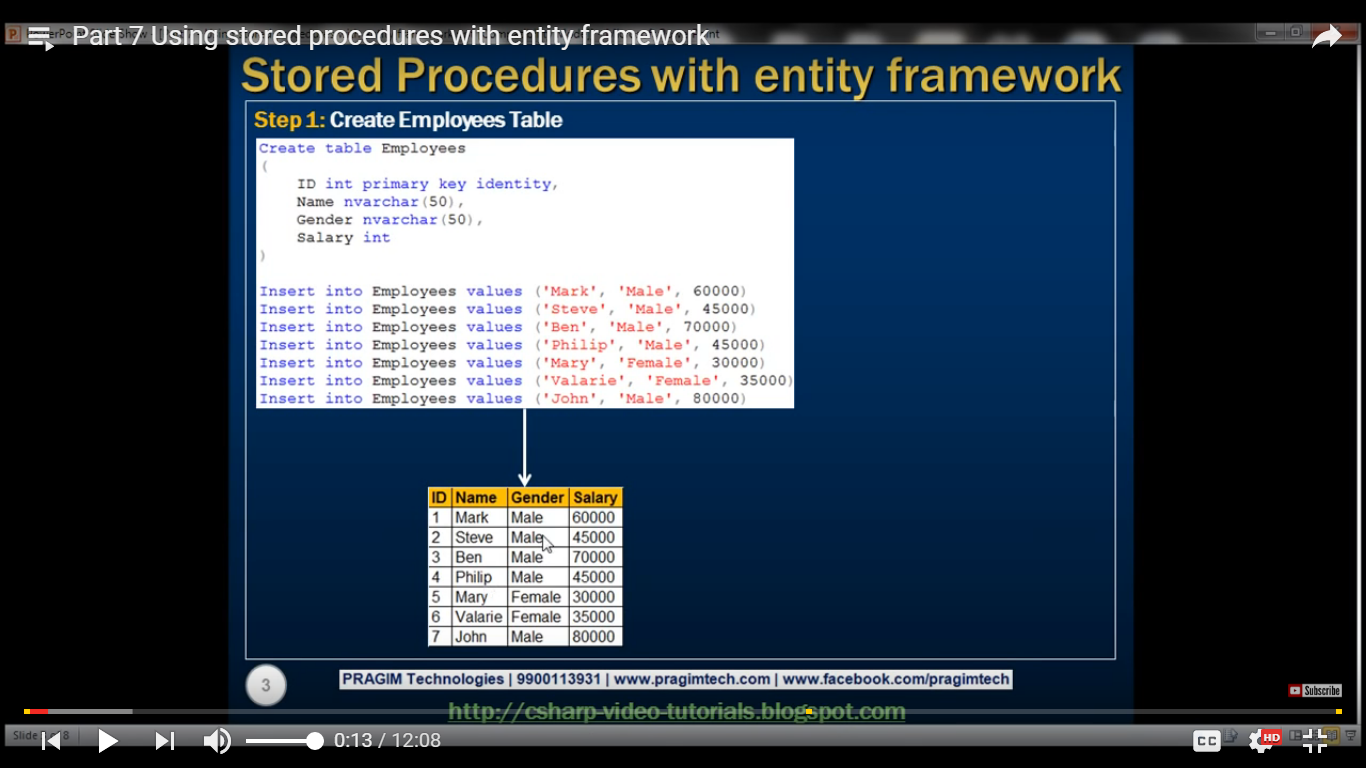 Part 7 Using stored procedures with entity framework
Stored Procedures with entity framework
Step 1: Create Employees Table
Create table Employees
(
ID int primary key identity,
Name nvarchar(50),
Gender nvarchar(50),
Salary int
)
Insert into Employees values ('Mark', 'Male', 60000)
Insert into Employees values ('Steve', 'Male', 45000)
Insert into Employees values ('Ben', 'Male', 70000)
Insert into Employees values ('Philip', 'Male', 45000)
Insert into Employees values ('Mary', 'Female', 30000)
Insert into Employees values ('Valarie', 'Female', 35000)
Insert into Employees values ('John', 'Male', 80000)
ID Name Gender Salary
1 Mark Male 60000
2 Steve Male 45000
3 Ben Male 70000
4 Philip Male 45000
5 Mary Female 30000
6 Valarie Female 35000
7 John Male 80000
3
PRAGIM Technologies | 9900113931 | www.pragimtech.com | www.facebook.com/pragimtech
Subscribe
http://csharp-video-tutorials.blogspot.com
Slide 8
0:13 / 12:08
CC
HD